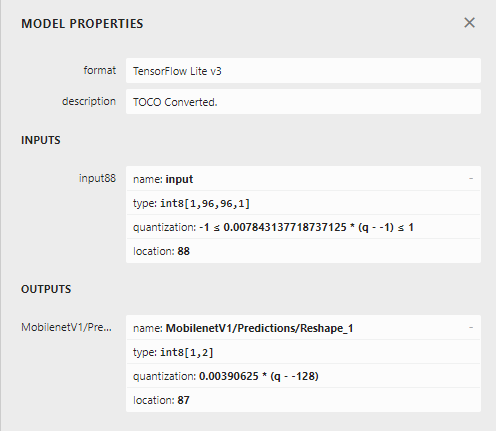 MODEL PROPERTIES
format TensorFlow Lite v3
description TOCO Converted.
INPUTS
input88 name: input -
type: int8[1,96,96,1]
quantization: -1 ≤ 0.007843137718737125 * (q - -1) ≤ 1
location: 88
OUTPUTS
MobilenetV1/Pre... name: MobilenetV1/Predictions/Reshape_1 -
type: int8[1,2]
quantization: 0.00390625 * (q - -128)
location: 87